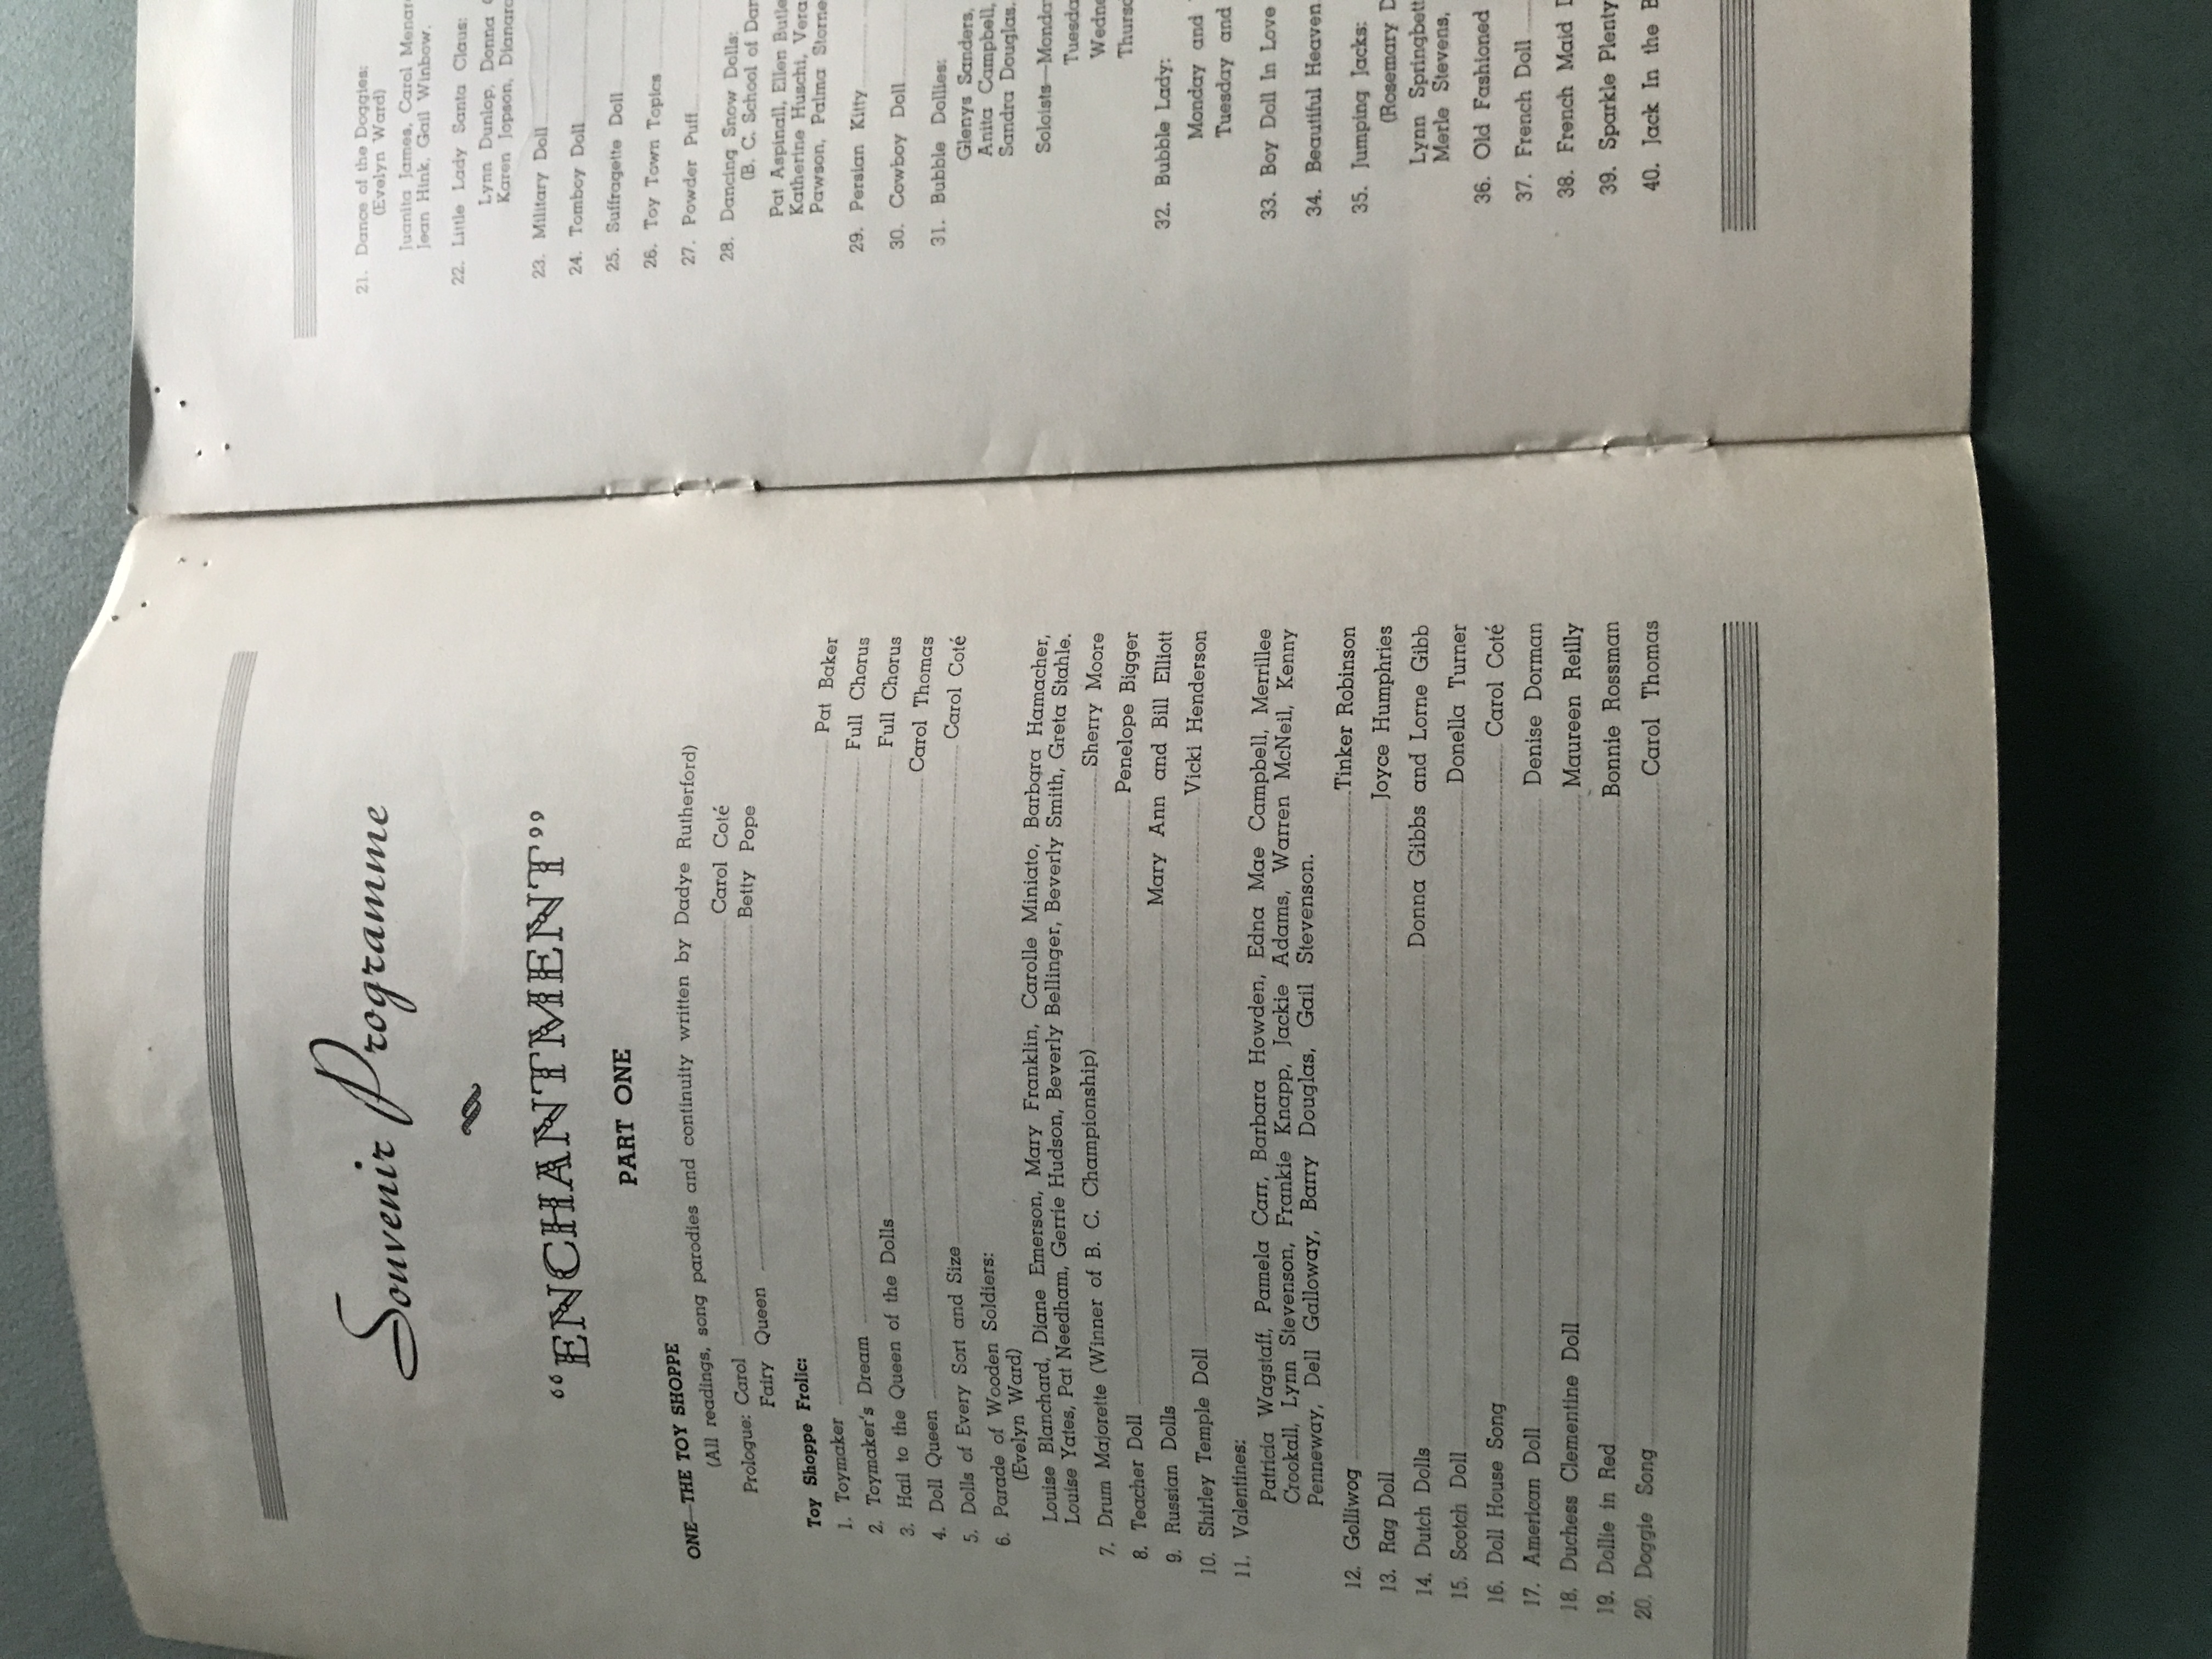 Souvenir Programme
“ENCHANTMENT”
PART ONE
ONE—THE TOY SHOPPE
(All readings, song parodies and continuity written by Dadye Rutherford)
Prologue: Carol Carol Coté
Fairy Queen Betty Pope
Toy Shoppe Frolic:
1. Toymaker Pat Baker
2. Toymaker's Dream Full Chorus
3. Hail to the Queen of the Dolls Full Chorus
4. Doll Queen Carol Thomas
5. Dolls of Every Sort and Size Carol Coté
6. Parade of Wooden Soldiers:
(Evelyn Ward)
Louise Blanchard, Diane Emerson, Mary Franklin, Carolle Miniato, Barbara Hamacher,
Louise Yates, Pat Needham, Gerrie Hudson, Beverly Bellinger, Beverly Smith, Greta Stahle.
7. Drum Majorette (Winner of B. C. Championship) Sherry Moore
8. Teacher Doll Penelope Bigger
9. Russian Dolls Mary Ann and Bill Elliott
10. Shirley Temple Doll Vicki Henderson
11. Valentines:
Patricia Wagstaff, Pamela Carr, Barbara Howden, Edna Mae Campbell, Merrillee
Crookall, Lynn Stevenson, Frankie Knapp, Jackie Adams, Warren McNeil, Kenny
Penneway, Dell Galloway, Barry Douglas, Gail Stevenson.
12. Golliwog Tinker Robinson
13. Rag Doll Joyce Humphries
14. Dutch Dolls Donna Gibbs and Lorne Gibb
15. Scotch Doll Donella Turner
16. Doll House Song Carol Coté
17. American Doll Denise Dorman
18. Duchess Clementine Doll Maureen Reilly
19. Dollie in Red Bonnie Rossman
20. Doggie Song Carol Thomas
21. Dance of the Doggies:
(Evelyn Ward)
Juanita James, Carol
Jean Hink, Gail Winbow.
22. Little Lady Santa Claus:
Lynn Dunlop, Donna
Karen Jopson,
23. Military Doll
24. Tomboy Doll
25. Suffragette Doll
26. Toy Town Topics
27. Powder Puff
28. Dancing Snow Dolls:
(B. C. School of
Pat Aspinall, Ellen
Katherine Huschi, Vera
Pawson, Palma
29. Persian Kitty
30. Cowboy Doll
31. Bubble Dollies:
Glenys Sanders,
Anita Campbell,
Sandra Douglas.
Soloists—
32. Bubble Lady:
Monday and
Tuesday and
33. Boy Doll In Love
34. Beautiful Heaven
35. Jumping Jacks:
(Rosemary
Lynn
Merle Stevens,
36. Old Fashioned
37. French Doll
38. French Maid
39. Sparkle Plenty
40. Jack In the